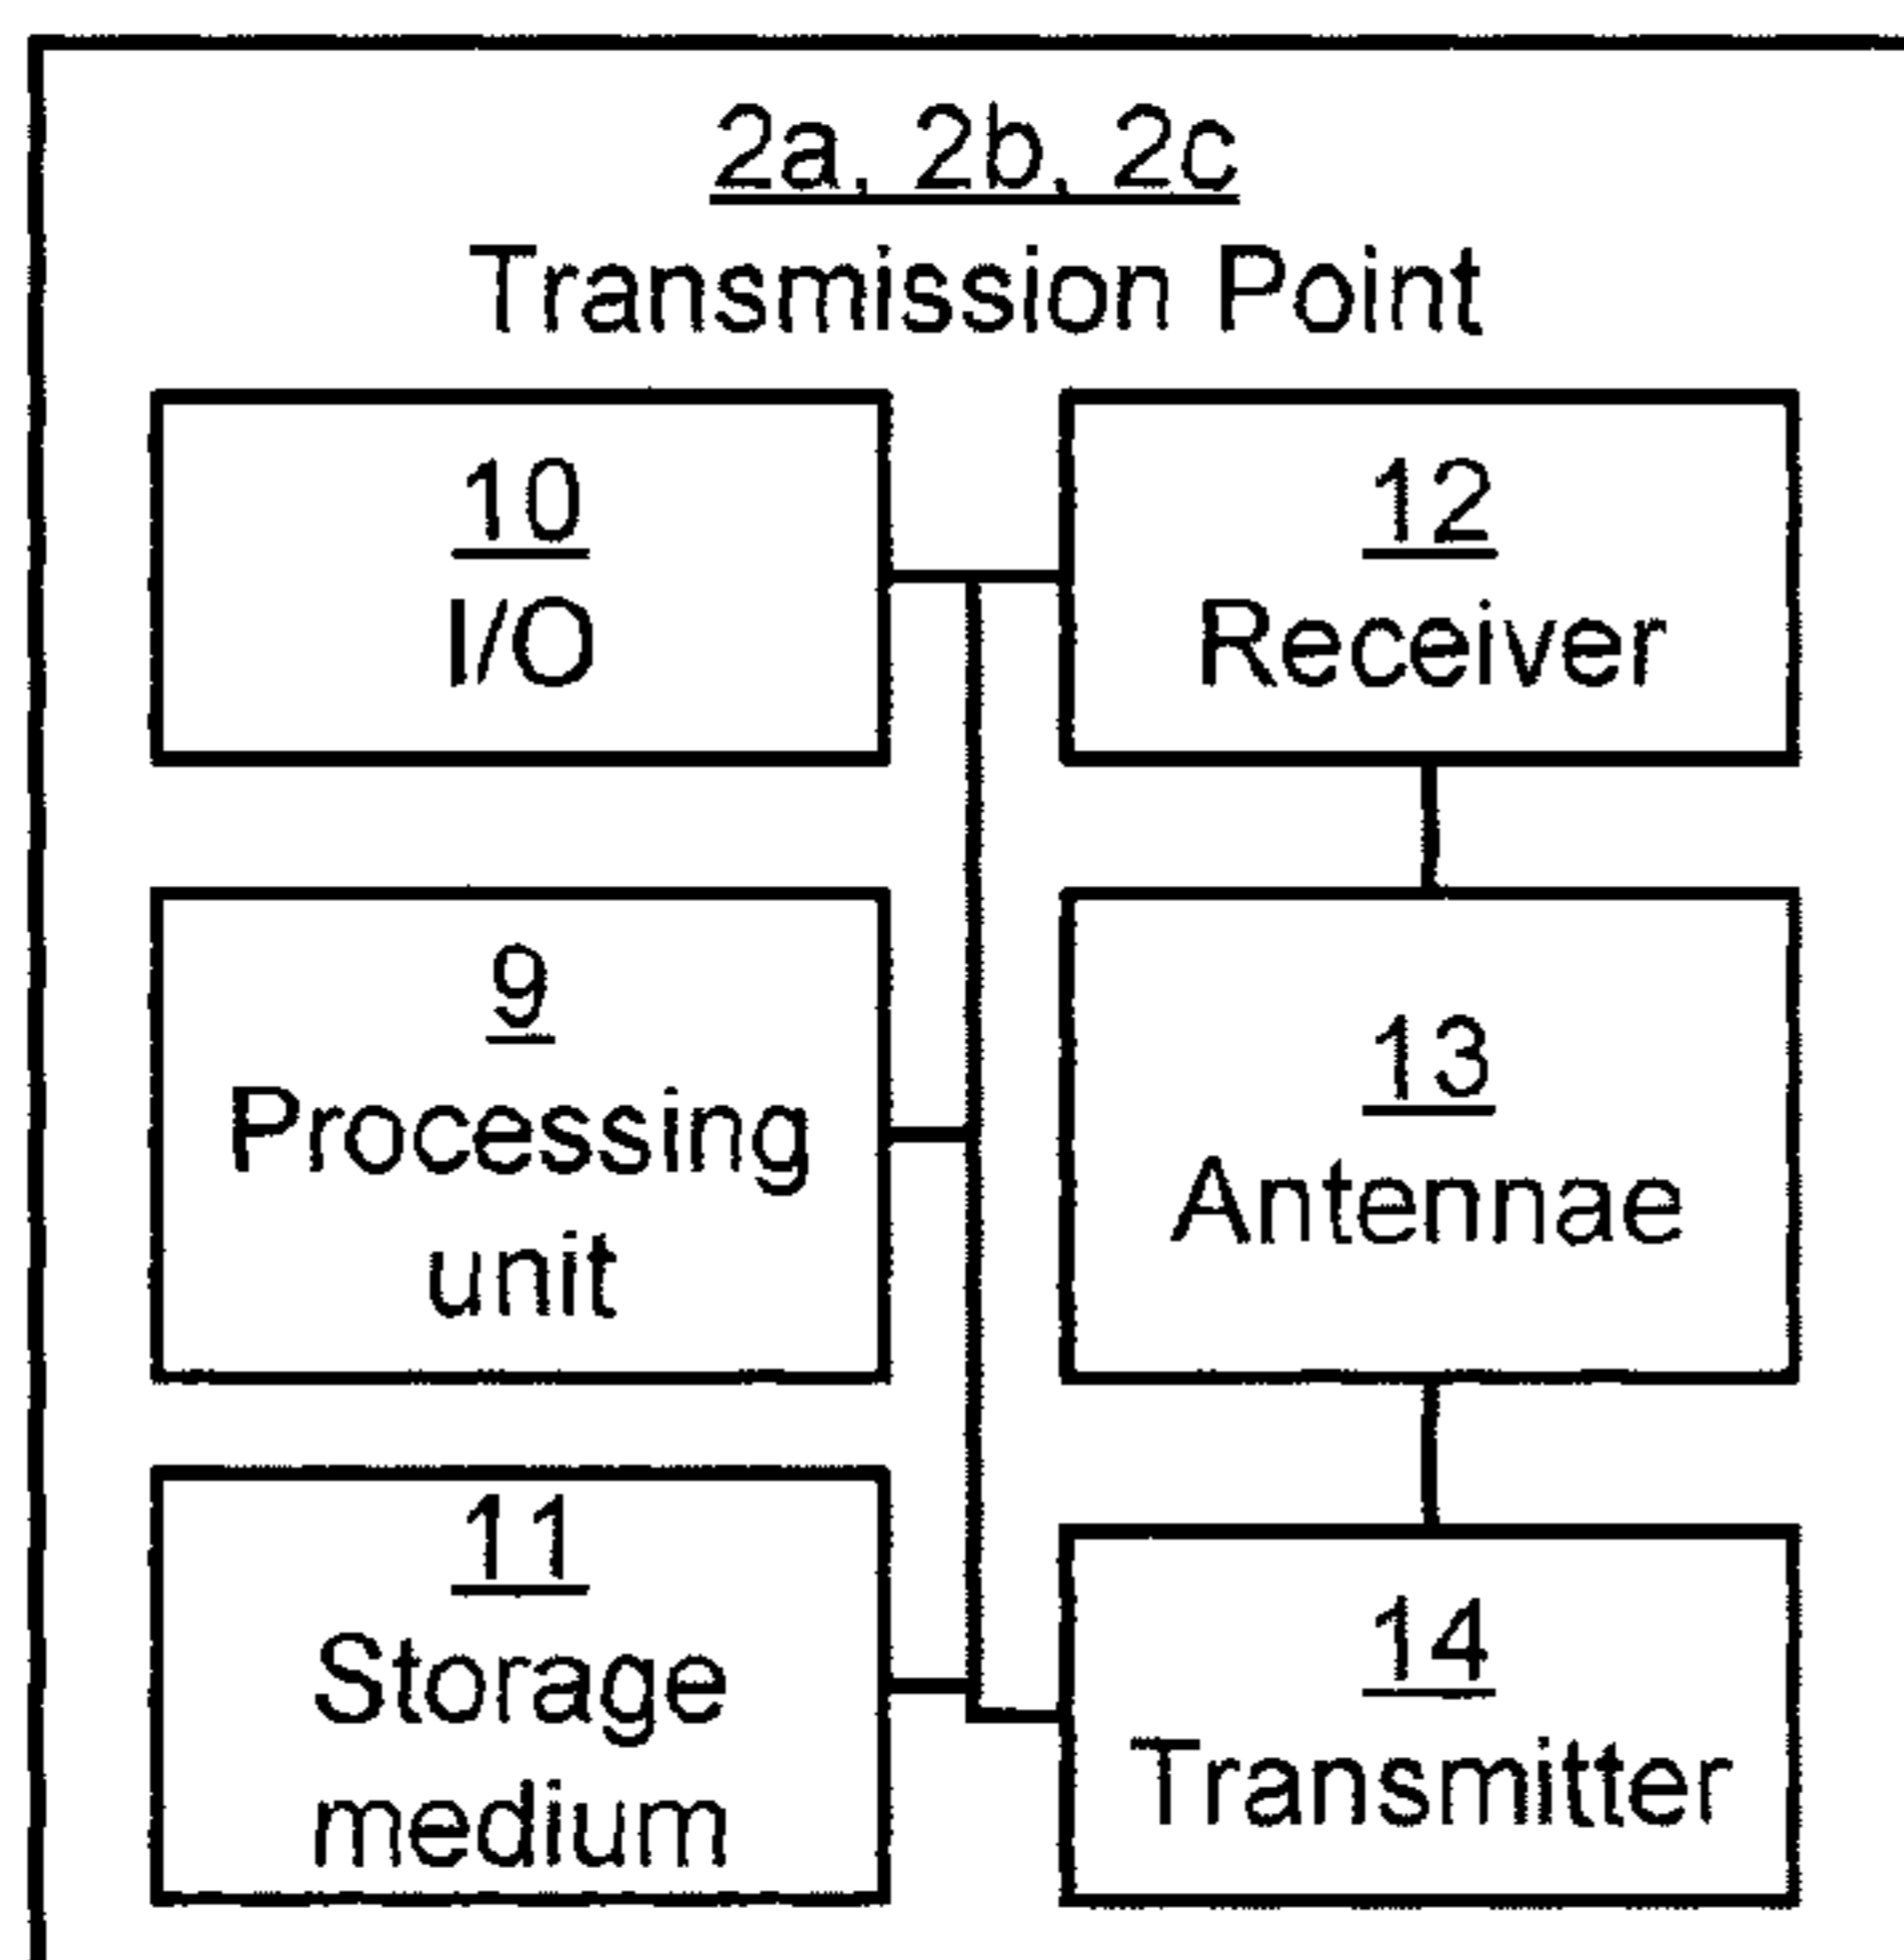 2a, 2b, 2c
Transmission Point
10
I/O
12
Receiver
9
Processing
unit
13
Antennae
11
Storage
medium
14
Transmitter